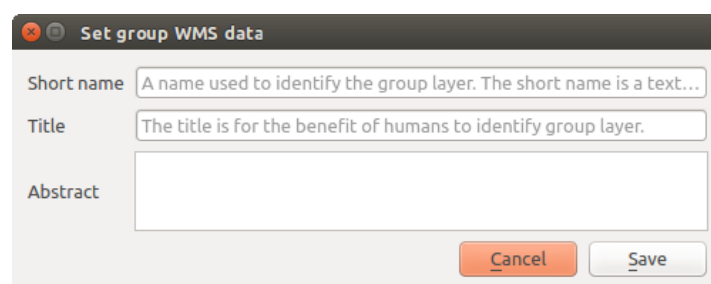 Set group WMS data
Short name A name used to identify the group layer. The short name is a text...
Title The title is for the benefit of humans to identify group layer.
Abstract
Cancel Save